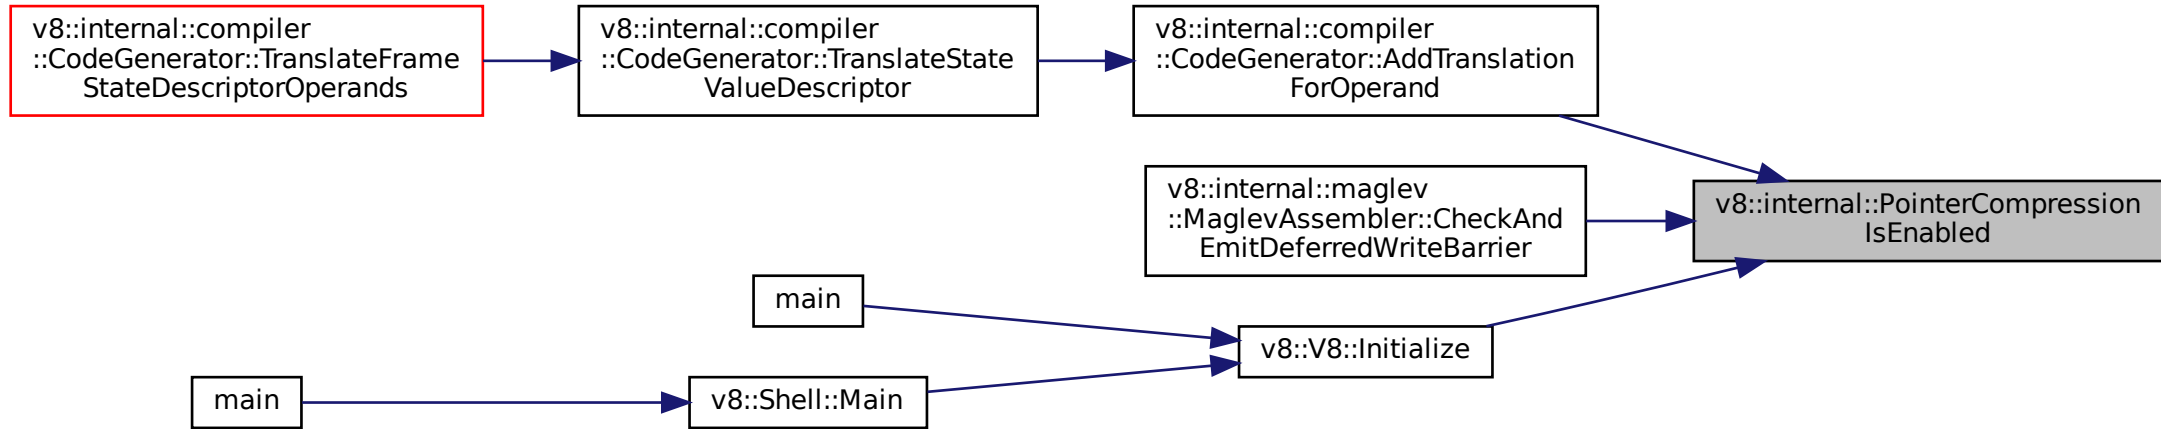 v8::internal::compiler
::CodeGenerator::TranslateFrame
StateDescriptorOperands
v8::internal::compiler
::CodeGenerator::TranslateState
ValueDescriptor
v8::internal::compiler
::CodeGenerator::AddTranslation
ForOperand
v8::internal::maglev
::MaglevAssembler::CheckAnd
EmitDeferredWriteBarrier
v8::internal::PointerCompression
IsEnabled
main
v8::V8::Initialize
main
v8::Shell::Main